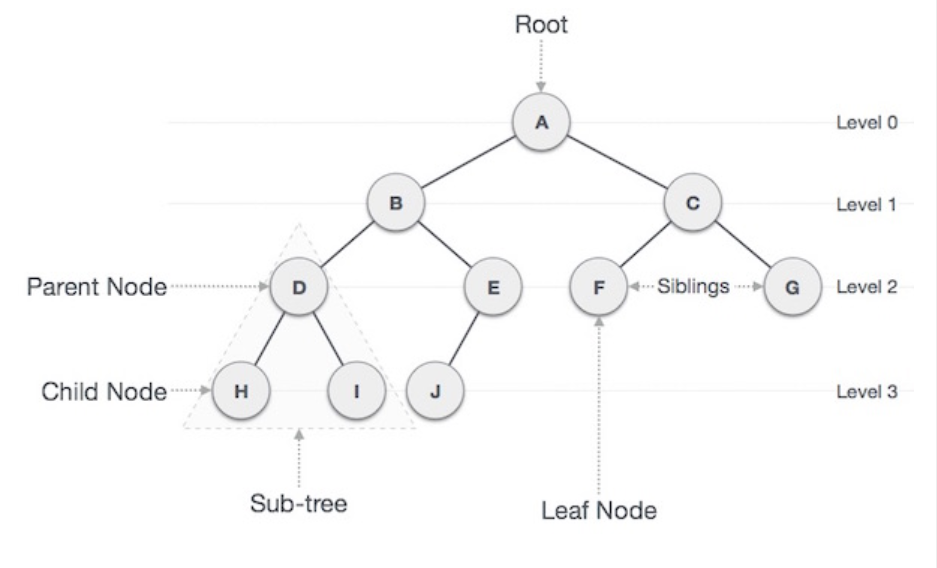 Root
A
Level 0
B
C
Level 1
Parent Node
D
E
F
Siblings
G
Level 2
Child Node
H
I
J
Level 3
Sub-tree
Leaf Node